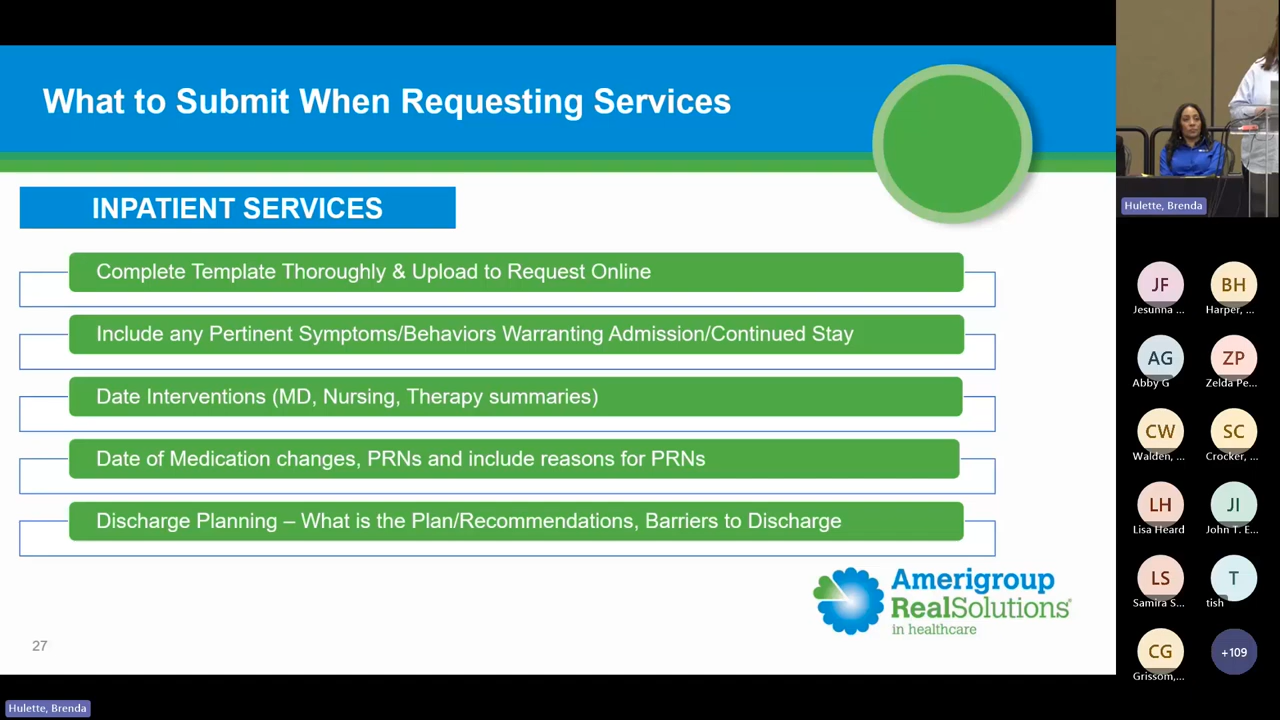 What to Submit When Requesting Services
INPATIENT SERVICES
Complete Template Thoroughly & Upload to Request Online
Include any Pertinent Symptoms/Behaviors Warranting Admission/Continued Stay
Date Interventions (MD, Nursing, Therapy summaries)
Date of Medication changes, PRNs and include reasons for PRNs
Discharge Planning – What is the Plan/Recommendations, Barriers to Discharge
Amerigroup
RealSolutions®
in healthcare
27
Hulette, Brenda
Hulette, Brenda
JF
BH
Jesunna ...
Harper, ...
AG
ZP
Abby G
Zelda Pe...
CW
SC
Walden, ...
Crocker, ...
LH
JI
Lisa Heard
John T. E...
LS
T
Samira S...
tish
CG
+109
Grissom,...